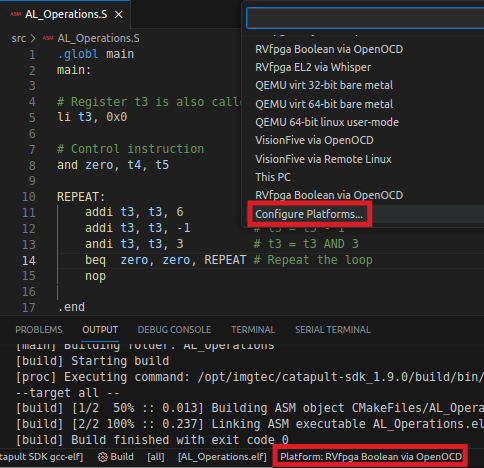 ASM AL_Operations.S ×
src > ASM AL_Operations.S
1 .globl main
2 main:
3
4 # Register t3 is also calle
5 li t3, 0x0
6
7 # Control instruction
8 and zero, t4, t5
9
10 REPEAT:
11 addi t3, t3, 6
12 addi t3, t3, -1 # t3 = t3 - 1
13 andi t3, t3, 3 # t3 = t3 AND 3
14 beq zero, zero, REPEAT # Repeat the loop
15 nop
16
17 .end
RVfpga Boolean via OpenOCD
RVfpga EL2 via Whisper
QEMU virt 32-bit bare metal
QEMU virt 64-bit bare metal
QEMU 64-bit linux user-mode
VisionFive via OpenOCD
VisionFive via Remote Linux
This PC
RVfpga Boolean via OpenOCD
Configure Platforms...
PROBLEMS OUTPUT DEBUG CONSOLE TERMINAL SERIAL TERMINAL
[main] Building folder: AL_Operations
[build] Starting build
[proc] Executing command: /opt/imgtec/catapult-sdk_1.9.0/build/bin/
--target all --
[build] [1/2 50% :: 0.013] Building ASM object CMakeFiles/AL_Opera
[build] [2/2 100% :: 0.237] Linking ASM executable AL_Operations.el
[build] Build finished with exit code 0
tapult SDK gcc-elf] Build [all] [AL_Operations.elf] Platform: RVfpga Boolean via OpenOCD